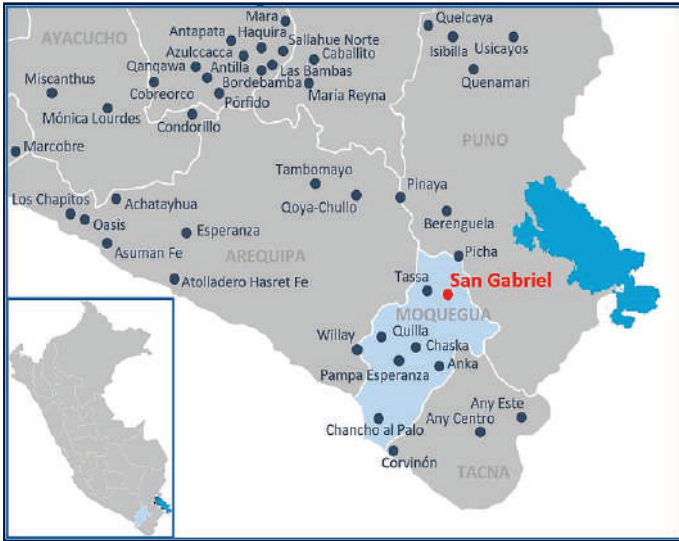 Mara
Quelcaya
Antapata
Haquira
AYACUCHO
Sallahue Norte
Isibilla
Usicayos
Azulccacca
Caballito
Qanqawa
Antilla
Las Bambas
Quenamari
Miscanthus
Cobreorco
Bordebamba
María Reyna
Pórfido
Mónica Lourdes
Condorillo
PUNO
Marcobre
Tambomayo
Pinaya
Los Chapitos
Achatayhua
Qoya-Chullo
Berenguela
Oasis
Esperanza
Asuman Fe
AREQUIPA
Picha
Atolladero Hasret Fe
Tassa
San Gabriel
MOQUEGUA
Willay
Quilla
Chaska
Pampa Esperanza
Anka
Any Este
Chancho al Palo
Any Centro
Corvinón
TACNA